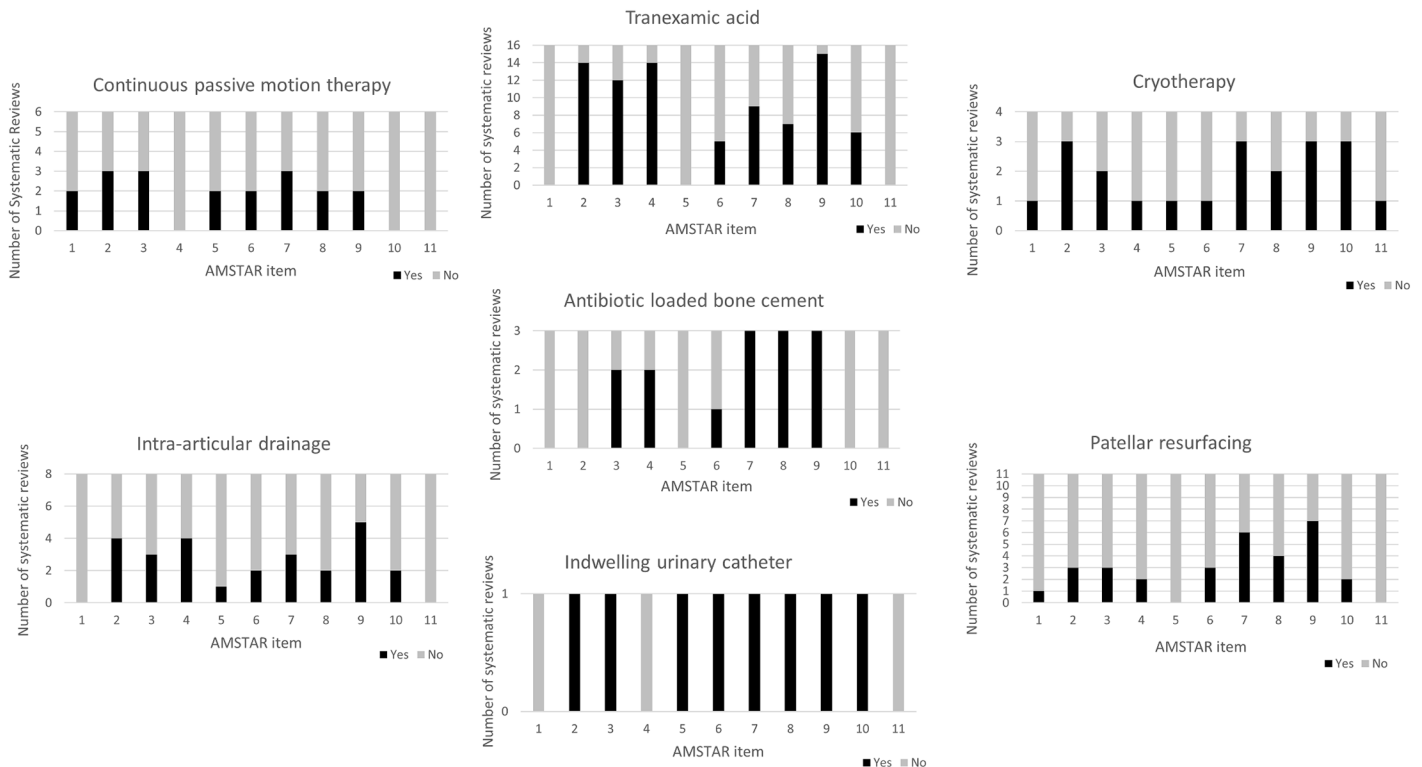 Continuous passive motion therapy
Number of Systematic Reviews
6
5
4
3
2
1
0
1 2 3 4 5 6 7 8 9 10 11
AMSTAR item
Yes No
Tranexamic acid
Number of systematic reviews
16
14
12
10
8
6
4
2
0
1 2 3 4 5 6 7 8 9 10 11
AMSTAR item
Yes No
Cryotherapy
Number of systematic reviews
4
3
2
1
0
1 2 3 4 5 6 7 8 9 10 11
AMSTAR item
Yes No
Antibiotic loaded bone cement
Number of systematic reviews
3
2
1
0
1 2 3 4 5 6 7 8 9 10 11
AMSTAR item
Yes No
Intra-articular drainage
Number of systematic reviews
8
6
4
2
0
1 2 3 4 5 6 7 8 9 10 11
AMSTAR item
Yes No
Indwelling urinary catheter
Number of systematic reviews
1
0
1 2 3 4 5 6 7 8 9 10 11
AMSTAR item
Yes No
Patellar resurfacing
Number of systematic reviews
11
10
9
8
7
6
5
4
3
2
1
0
1 2 3 4 5 6 7 8 9 10 11
AMSTAR item
Yes No